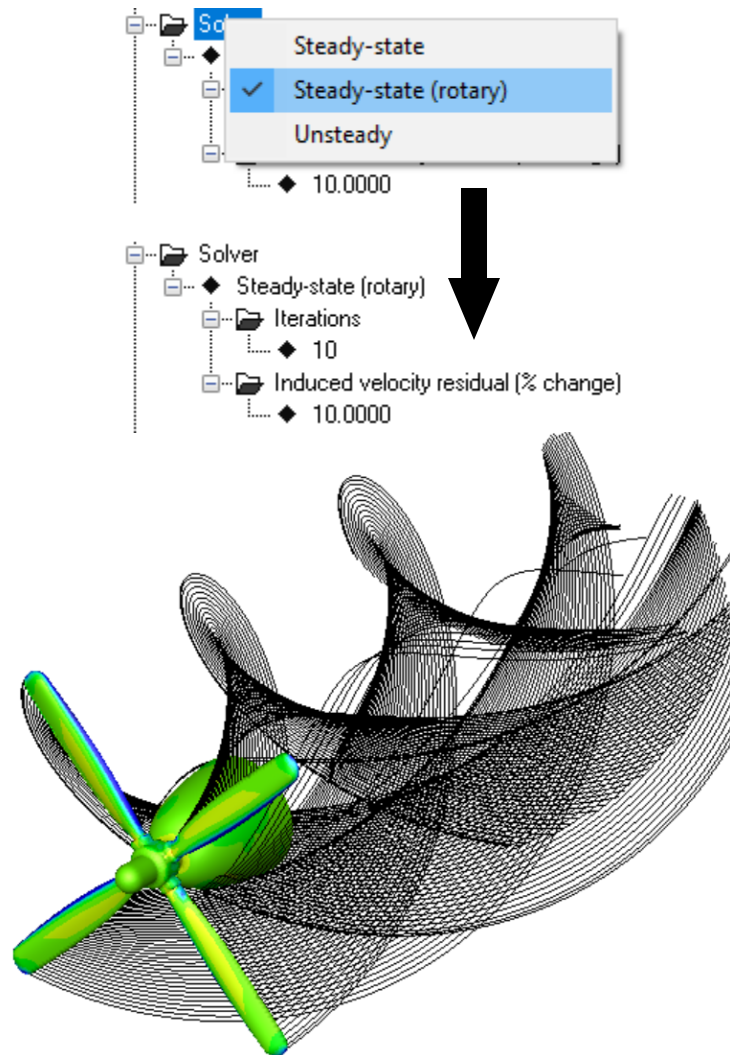 Steady-state
Steady-state (rotary)
Unsteady
10.0000
Solver
Steady-state (rotary)
Iterations
10
Induced velocity residual (% change)
10.0000